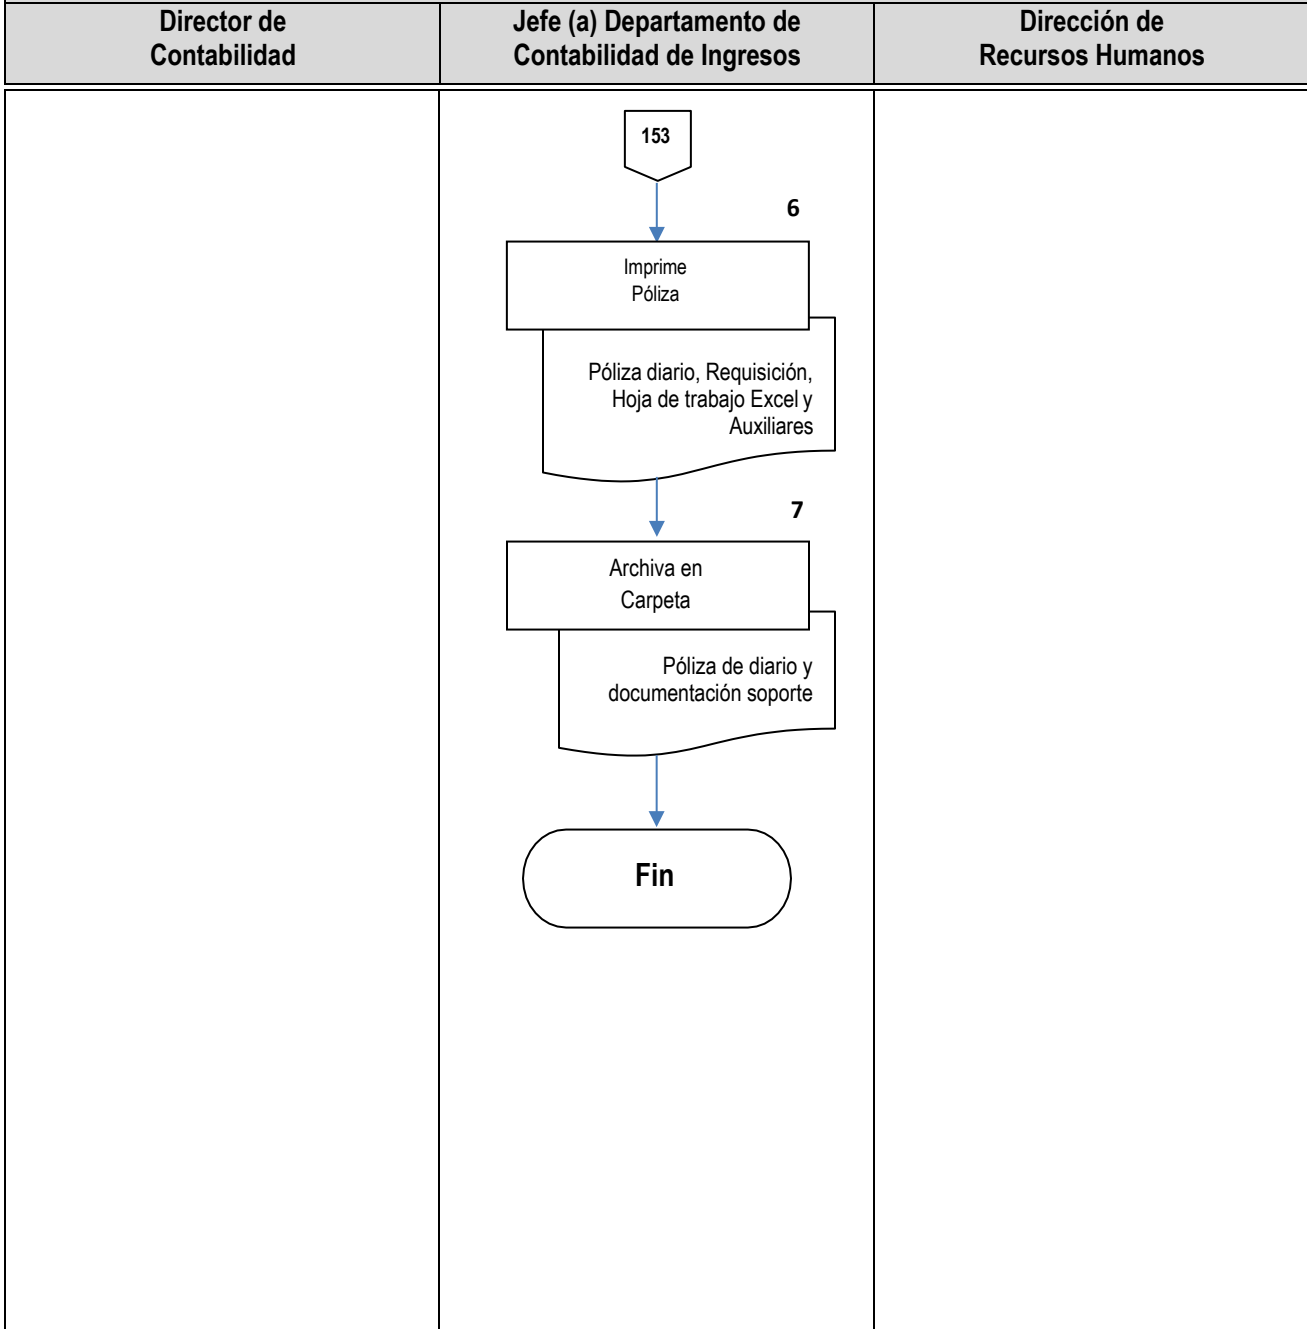 Director de
Contabilidad
Jefe (a) Departamento de
Contabilidad de Ingresos
Dirección de
Recursos Humanos
153
6
Imprime
Póliza
Póliza diario, Requisición,
Hoja de trabajo Excel y
Auxiliares
7
Archiva en
Carpeta
Póliza de diario y
documentación soporte
Fin